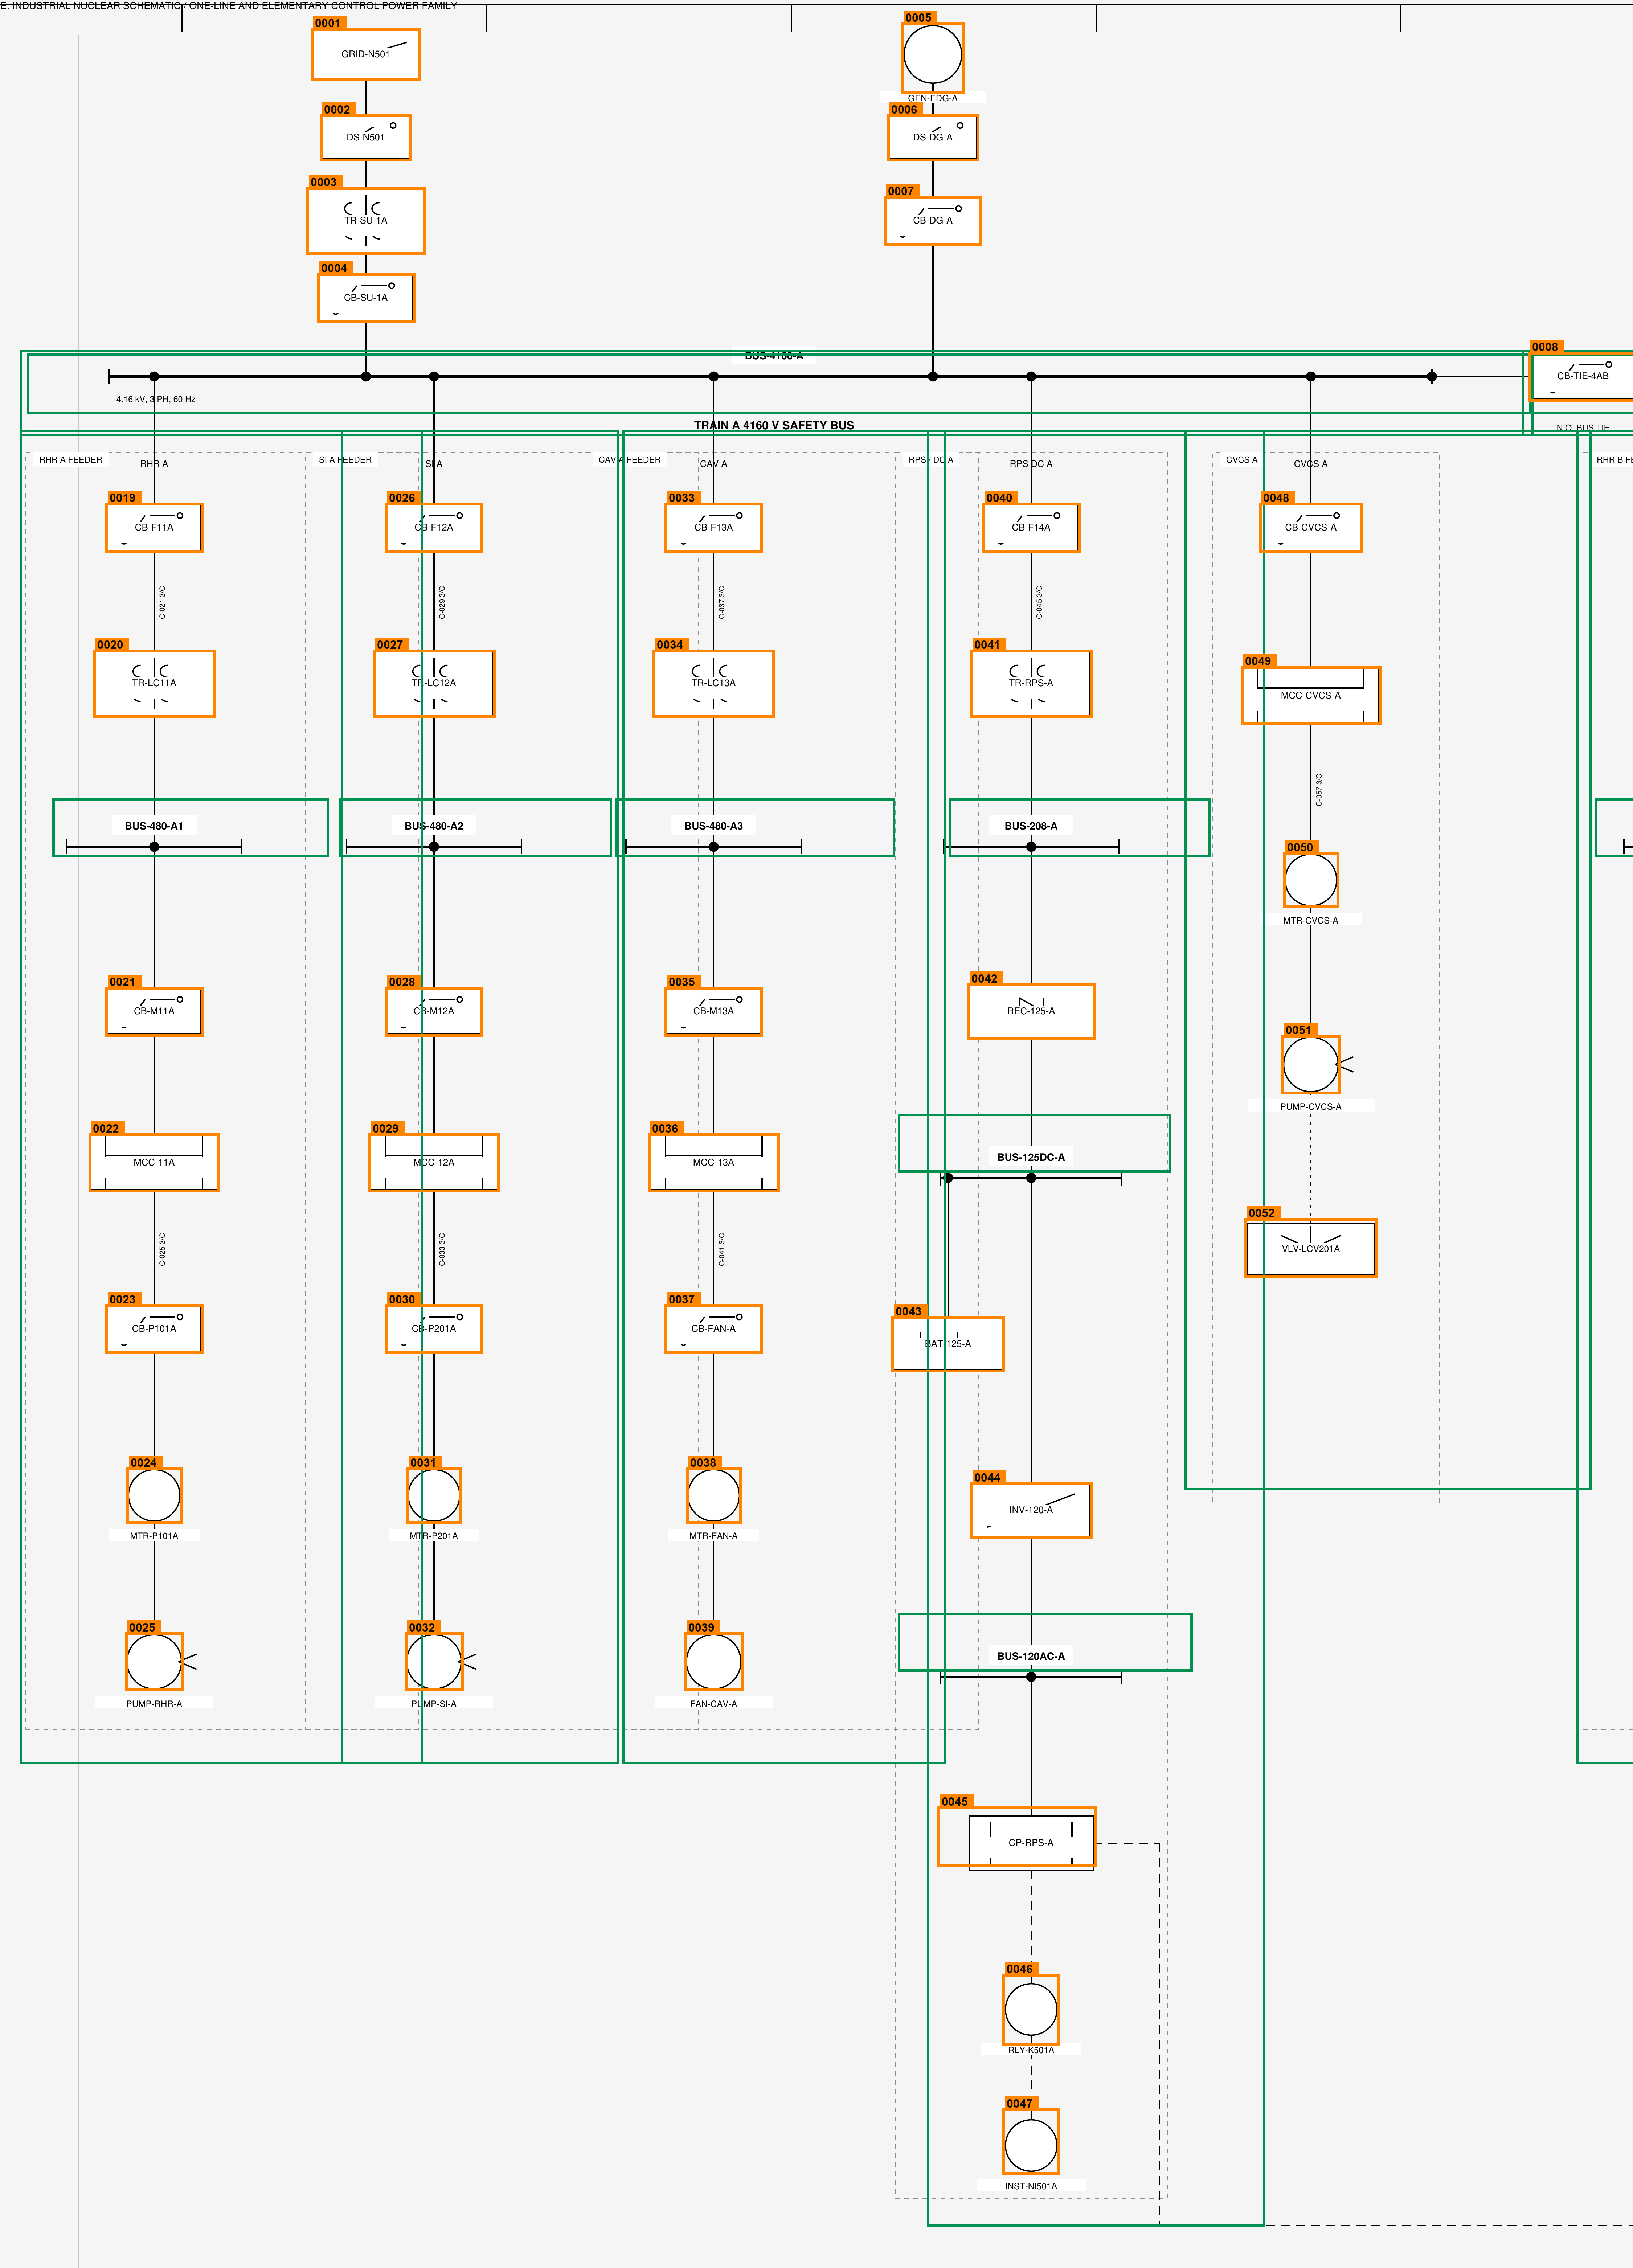 E: INDUSTRIAL NUCLEAR SCHEMATIC / ONE-LINE AND ELEMENTARY CONTROL POWER FAMILY
0001
GRID-N501
0005
GEN-EDG-A
0002
DS-N501
0006
DS-DG-A
0003
TR-SU-1A
0007
CB-DG-A
0004
CB-SU-1A
BUS-4160-A
0008
CB-TIE-4AB
4.16 kV, 3 PH, 60 Hz
TRAIN A 4160 V SAFETY BUS
N.O. BUS TIE
RHR A FEEDER
RHR A
SI A FEEDER
SI A
CAV A FEEDER
CAV A
RPS / DC A
RPS DC A
CVCS A
CVCS A
RHR B FE
0019
CB-F11A
0026
CB-F12A
0033
CB-F13A
0040
CB-F14A
0048
CB-CVCS-A
C-021 3/C
C-029 3/C
C-037 3/C
C-045 3/C
0020
TR-LC11A
0027
TR-LC12A
0034
TR-LC13A
0041
TR-RPS-A
0049
MCC-CVCS-A
C-057 3/C
BUS-480-A1
BUS-480-A2
BUS-480-A3
BUS-208-A
0050
MTR-CVCS-A
0021
CB-M11A
0028
CB-M12A
0035
CB-M13A
0042
REC-125-A
0051
PUMP-CVCS-A
0022
MCC-11A
0029
MCC-12A
0036
MCC-13A
BUS-125DC-A
0052
VLV-LCV201A
C-025 3/C
C-033 3/C
C-041 3/C
0023
CB-P101A
0030
CB-P201A
0037
CB-FAN-A
0043
BAT-125-A
0024
MTR-P101A
0031
MTR-P201A
0038
MTR-FAN-A
0044
INV-120-A
0025
PUMP-RHR-A
0032
PUMP-SI-A
0039
FAN-CAV-A
BUS-120AC-A
0045
CP-RPS-A
0046
RLY-K501A
0047
INST-NI501A